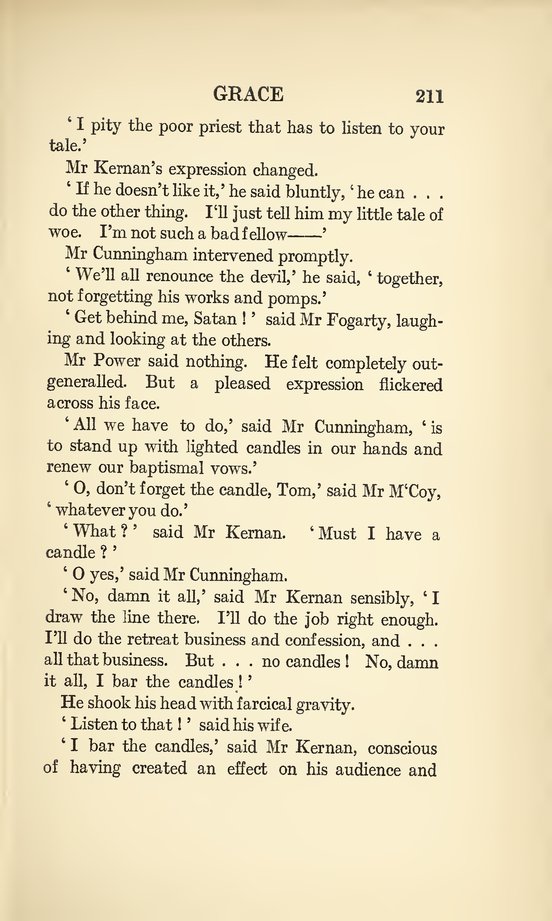 GRACE 211
‘I pity the poor priest that has to listen to your
tale.’
Mr Kernan’s expression changed.
‘If he doesn’t like it,’ he said bluntly, ‘he can . . .
do the other thing. I‘ll just tell him my little tale of
woe. I’m not such a bad fellow——’
Mr Cunningham intervened promptly.
‘We’ll all renounce the devil,’ he said, ‘together,
not forgetting his works and pomps.’
‘Get behind me, Satan!’ said Mr Fogarty, laugh-
ing and looking at the others.
Mr Power said nothing. He felt completely out-
generalled. But a pleased expression flickered
across his face.
‘All we have to do,’ said Mr Cunningham, ‘is
to stand up with lighted candles in our hands and
renew our baptismal vows.’
‘O, don’t forget the candle, Tom,’ said Mr M‘Coy,
‘whatever you do.’
‘What?’ said Mr Kernan. ‘Must I have a
candle?’
‘O yes,’ said Mr Cunningham.
‘No, damn it all,’ said Mr Kernan sensibly, ‘I
draw the line there. I’ll do the job right enough.
I’ll do the retreat business and confession, and . . .
all that business. But . . . no candles! No, damn
it all, I bar the candles!’
He shook his head with farcical gravity.
‘Listen to that!’ said his wife.
‘I bar the candles,’ said Mr Kernan, conscious
of having created an effect on his audience and